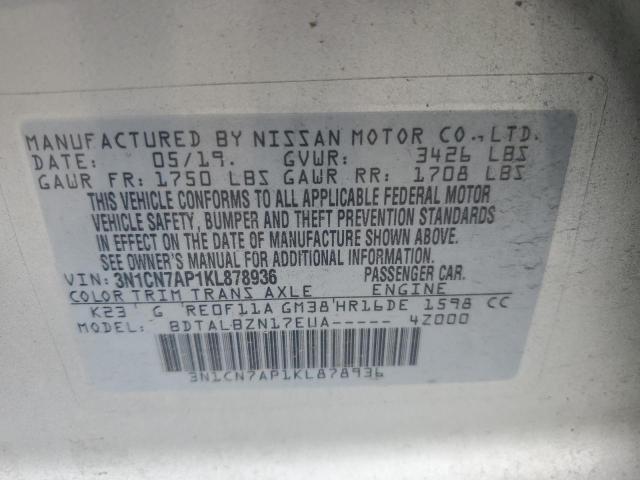 MANUFACTURED BY NISSAN MOTOR CO., LTD.
DATE: 05/19. GVWR: 3426 LBS
GAWR FR: 1750 LBS GAWR RR: 1708 LBS
THIS VEHICLE CONFORMS TO ALL APPLICABLE FEDERAL MOTOR
VEHICLE SAFETY, BUMPER AND THEFT PREVENTION STANDARDS
IN EFFECT ON THE DATE OF MANUFACTURE SHOWN ABOVE.
SEE OWNER'S MANUAL FOR ADDITIONAL INFORMATION.
VIN: 3N1CN7AP1KL878936 PASSENGER CAR.
COLOR TRIM TRANS AXLE ENGINE
K23 G RE0F11A GM38 HR16DE 1598 CC
MODEL: BDTALBZN17EUA----- 4Z000
3N1CN7AP1KL878936